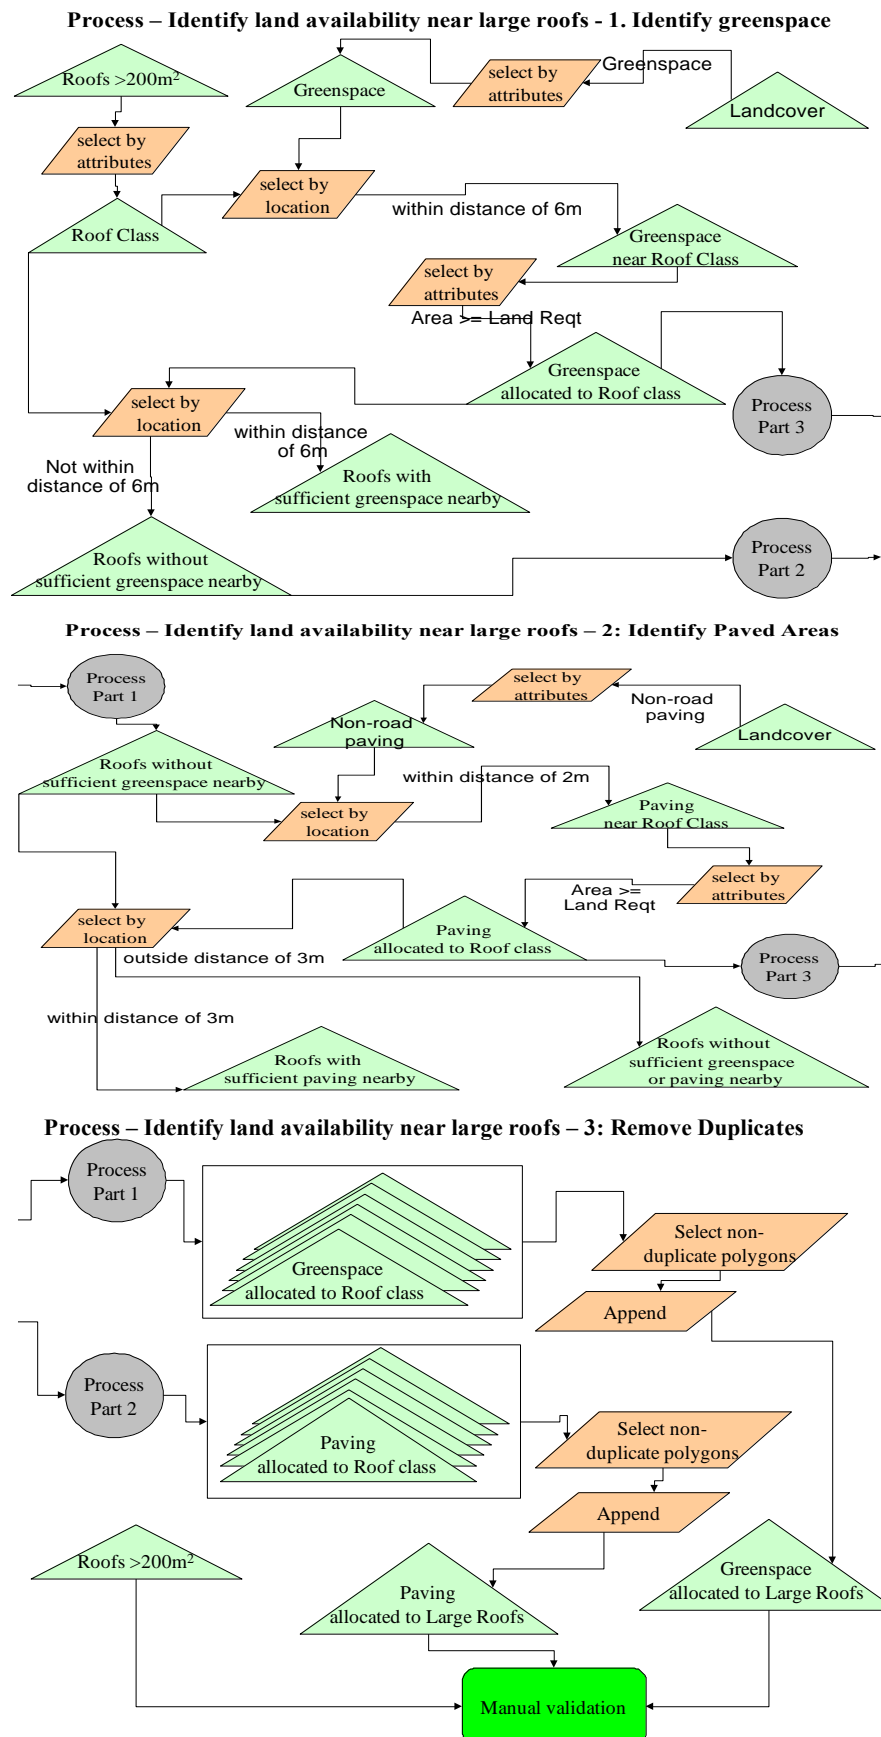 Process – Identify land availability near large roofs - 1. Identify greenspace
Roofs >200m2
Greenspace
select by
attributes
Greenspace
Landcover
select by
attributes
select by
location
within distance of 6m
Roof Class
Greenspace
near Roof Class
select by
attributes
Area >= Land Reqt
Greenspace
allocated to Roof class
Process
Part 3
select by
location
within distance
of 6m
Not within
distance of 6m
Roofs with
sufficient greenspace nearby
Roofs without
sufficient greenspace nearby
Process
Part 2
Process – Identify land availability near large roofs – 2: Identify Paved Areas
Process
Part 1
select by
attributes
Non-road
paving
Non-road
paving
Landcover
Roofs without
sufficient greenspace nearby
within distance of 2m
select by
location
Paving
near Roof Class
select by
attributes
Area >=
Land Reqt
select by
location
Paving
allocated to Roof class
outside distance of 3m
Process
Part 3
within distance of 3m
Roofs with
sufficient paving nearby
Roofs without
sufficient greenspace
or paving nearby
Process – Identify land availability near large roofs – 3: Remove Duplicates
Process
Part 1
Greenspace
allocated to Roof class
Select non-
duplicate polygons
Append
Process
Part 2
Paving
allocated to Roof class
Select non-
duplicate polygons
Append
Roofs >200m2
Paving
allocated to Large Roofs
Greenspace
allocated to Large Roofs
Manual validation